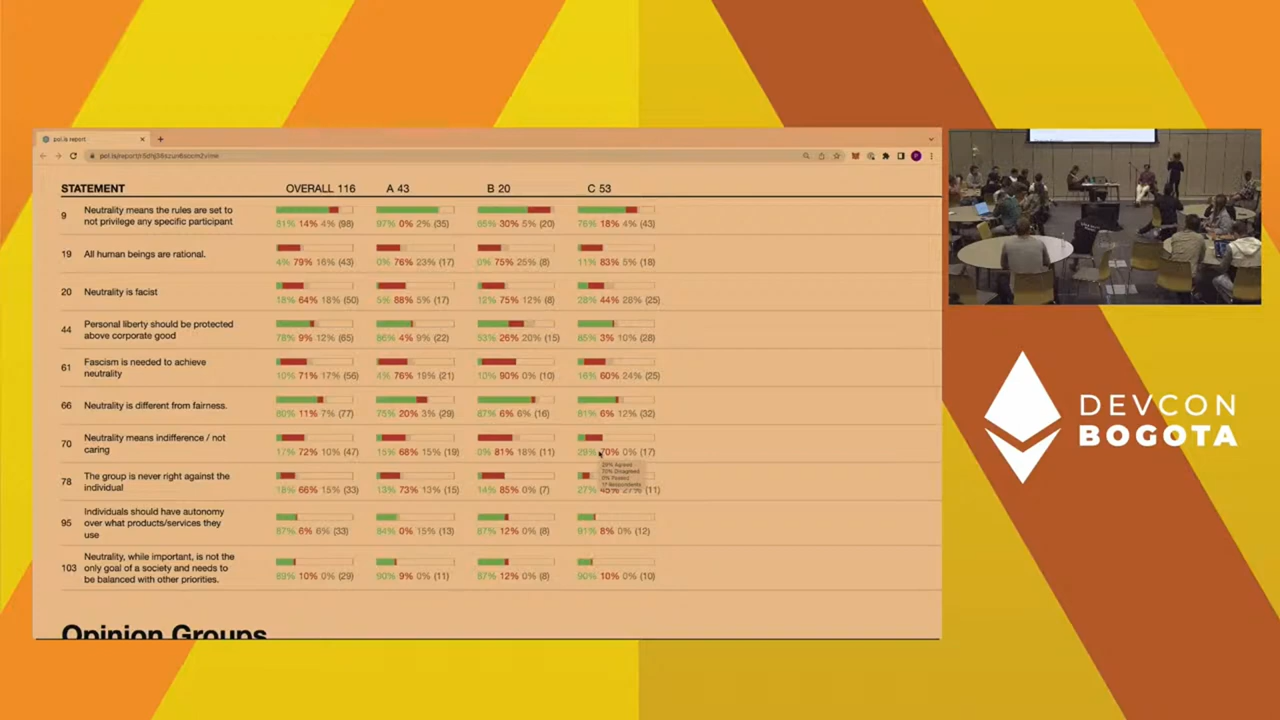 pol.is report
STATEMENT OVERALL 116 A 43 B 20 C 53
9 Neutrality means the rules are set to
not privilege any specific participant
81% 14% 4% (98) 97% 0% 2% (35) 65% 30% 5% (20) 76% 18% 4% (43)
19 All human beings are rational.
4% 79% 16% (43) 0% 76% 23% (17) 0% 75% 25% (8) 11% 83% 5% (18)
20 Neutrality is facist
18% 64% 18% (50) 5% 88% 5% (17) 12% 75% 12% (8) 28% 44% 28% (25)
44 Personal liberty should be protected
above corporate good
78% 9% 12% (65) 86% 4% 9% (22) 53% 26% 20% (15) 85% 3% 10% (28)
61 Fascism is needed to achieve
neutrality
10% 71% 17% (56) 4% 76% 19% (21) 10% 90% 0% (10) 16% 60% 24% (25)
66 Neutrality is different from fairness.
80% 11% 7% (77) 75% 20% 3% (29) 87% 6% 6% (16) 81% 6% 12% (32)
70 Neutrality means indifference / not
caring
17% 72% 10% (47) 15% 68% 15% (19) 0% 81% 18% (11) 29% 70% 0% (17)
29% Agreed
70% Disagreed
0% Passed
17 Respondents
78 The group is never right against the
individual
18% 66% 15% (33) 13% 73% 13% (15) 14% 85% 0% (7) 27% 45% 27% (11)
95 Individuals should have autonomy
over what products/services they
use
87% 6% 6% (33) 84% 0% 15% (13) 87% 12% 0% (8) 91% 8% 0% (12)
103 Neutrality, while important, is not the
only goal of a society and needs to
be balanced with other priorities.
89% 10% 0% (29) 90% 9% 0% (11) 87% 12% 0% (8) 90% 10% 0% (10)
Opinion Groups
DEVCON
BOGOTA